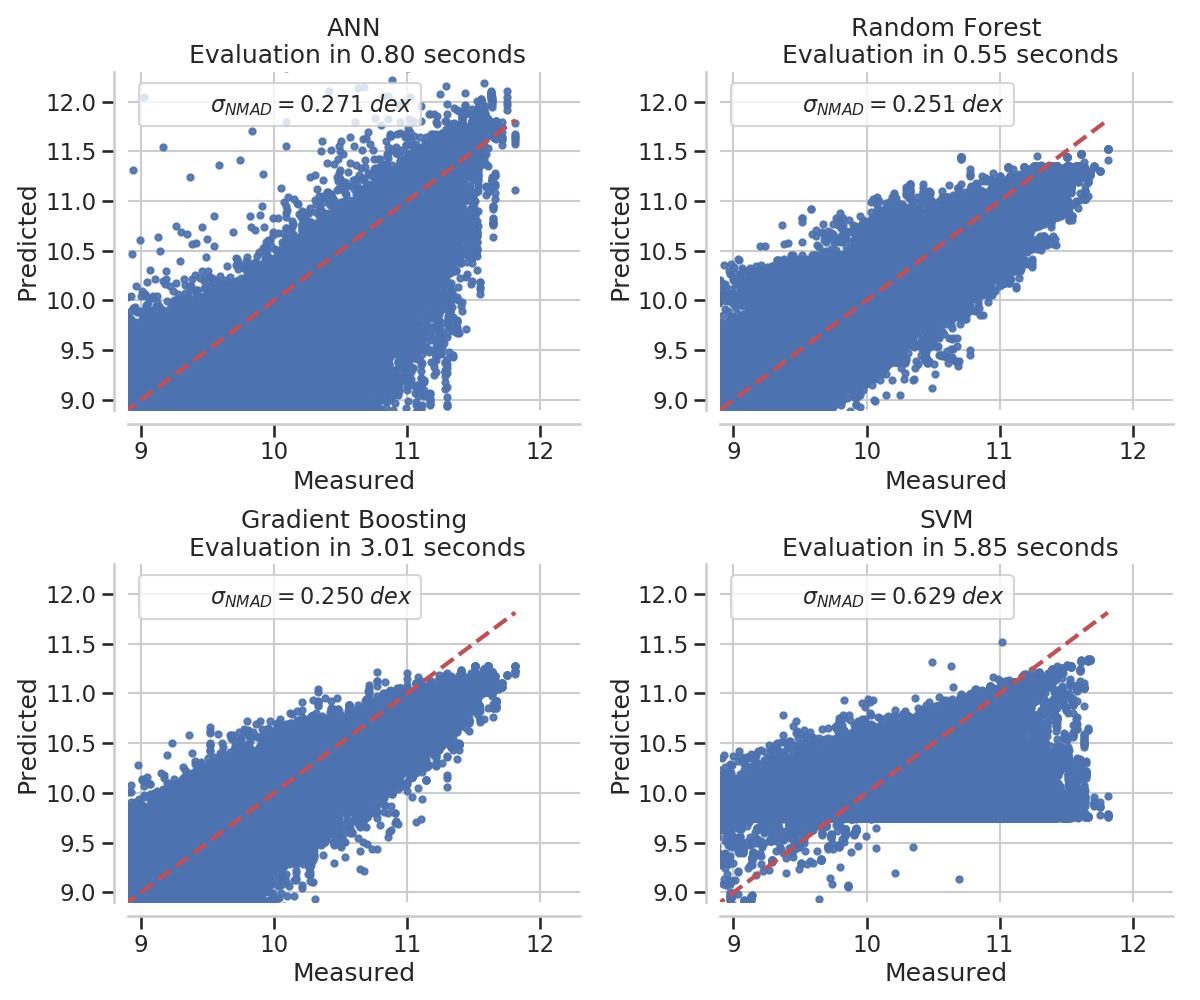 ANN
Evaluation in 0.80 seconds
Random Forest
Evaluation in 0.55 seconds
σNMAD = 0.271 dex
σNMAD = 0.251 dex
Predicted
12.0
11.5
11.0
10.5
10.0
9.5
9.0
9 10 11 12
Measured
Predicted
12.0
11.5
11.0
10.5
10.0
9.5
9.0
9 10 11 12
Measured
Gradient Boosting
Evaluation in 3.01 seconds
SVM
Evaluation in 5.85 seconds
σNMAD = 0.250 dex
σNMAD = 0.629 dex
Predicted
12.0
11.5
11.0
10.5
10.0
9.5
9.0
9 10 11 12
Measured
Predicted
12.0
11.5
11.0
10.5
10.0
9.5
9.0
9 10 11 12
Measured